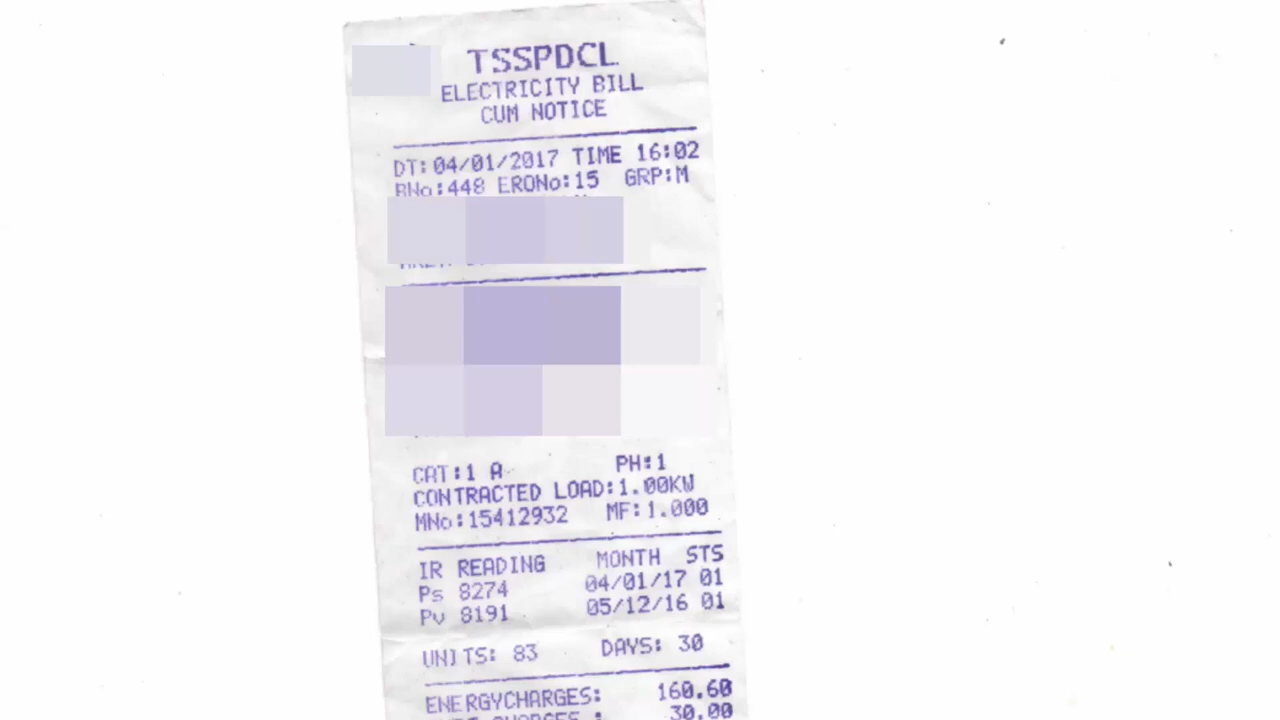 TSSPDCL
ELECTRICITY BILL
CUM NOTICE
DT:04/01/2017 TIME 16:02
BNo:448 ERONo:15 GRP:M
CAT:1 A PH:1
CONTRACTED LOAD:1.00KW
MNo:15412932 MF:1.000
IR READING MONTH STS
Ps 8274 04/01/17 01
Pv 8191 05/12/16 01
UNITS: 83 DAYS: 30
ENERGYCHARGES: 160.60
CHARGES : 30.00